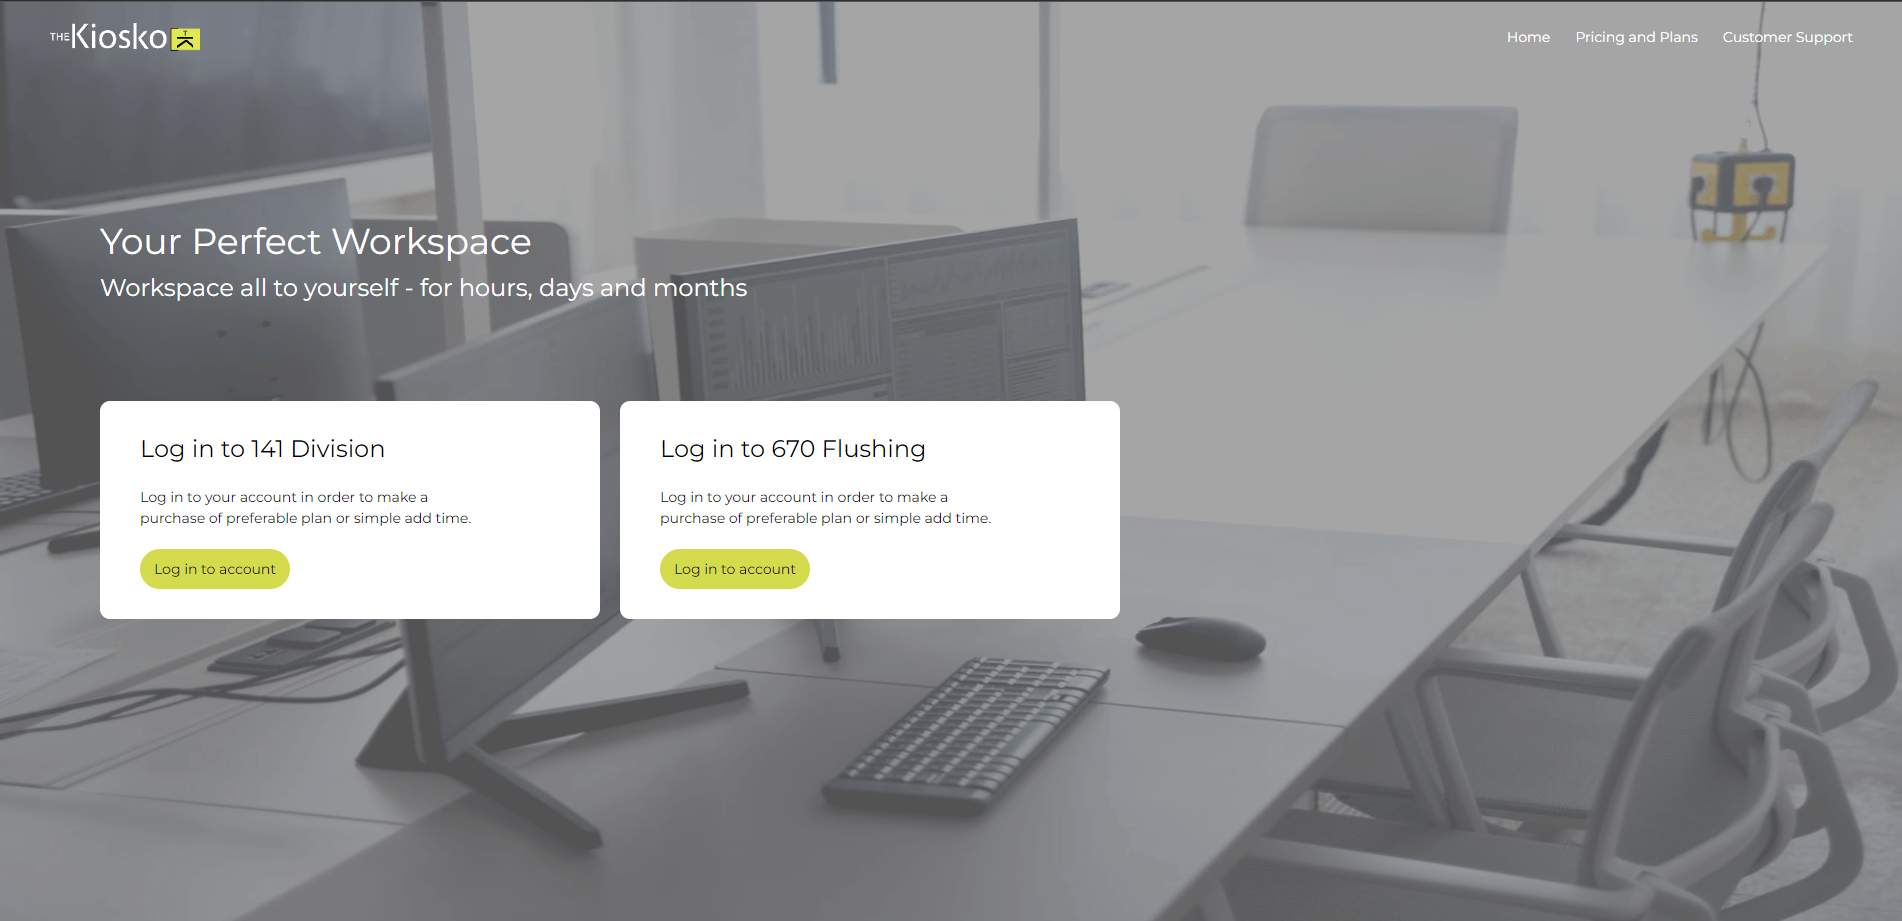 THE Kiosko TK
Home
Pricing and Plans
Customer Support
Your Perfect Workspace
Workspace all to yourself - for hours, days and months
Log in to 141 Division
Log in to your account in order to make a
purchase of preferable plan or simple add time.
Log in to account
Log in to 670 Flushing
Log in to your account in order to make a
purchase of preferable plan or simple add time.
Log in to account